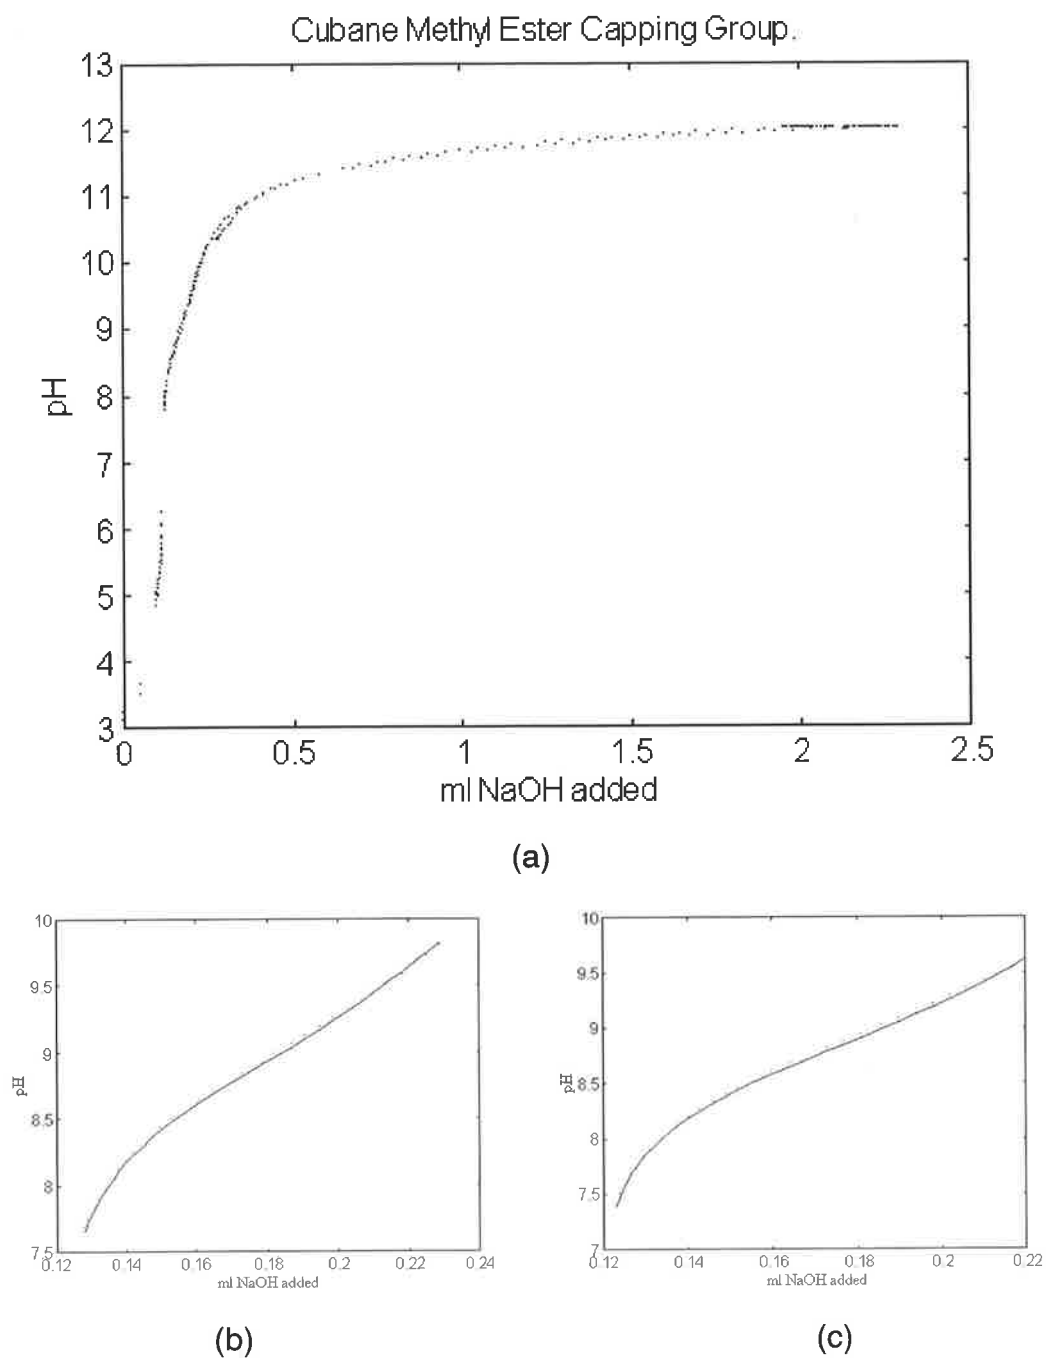 Cubane Methyl Ester Capping Group.
13
12
11
10
9
8
7
6
5
4
3
pH
0 0.5 1 1.5 2 2.5
ml NaOH added
(a)
10
9.5
9
8.5
8
7.5
pH
0.12 0.14 0.16 0.18 0.2 0.22 0.24
ml NaOH added
(b)
10
9.5
9
8.5
8
7.5
7
pH
0.12 0.14 0.16 0.18 0.2 0.22
ml NaOH added
(c)